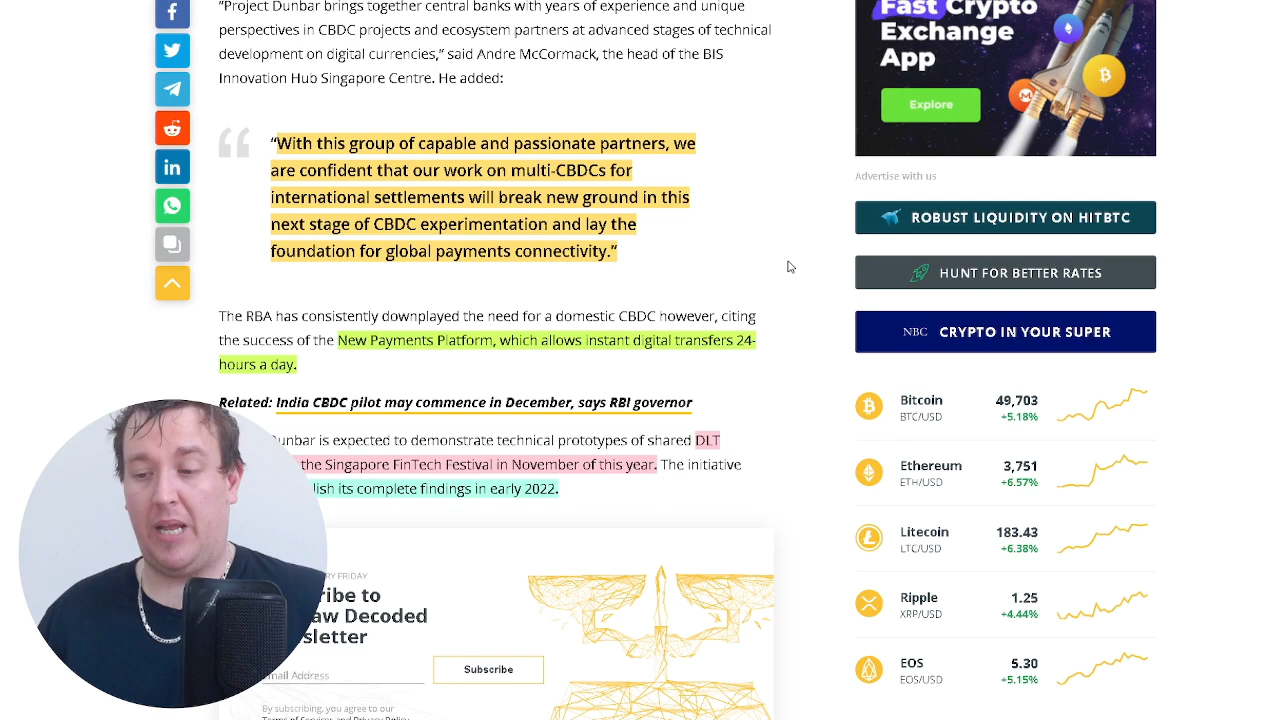 "Project Dunbar brings together central banks with years of experience and unique
perspectives in CBDC projects and ecosystem partners at advanced stages of technical
development on digital currencies,” said Andre McCormack, the head of the BIS
Innovation Hub Singapore Centre. He added:
“With this group of capable and passionate partners, we
are confident that our work on multi-CBDCs for
international settlements will break new ground in this
next stage of CBDC experimentation and lay the
foundation for global payments connectivity.”
The RBA has consistently downplayed the need for a domestic CBDC however, citing
the success of the New Payments Platform, which allows instant digital transfers 24-
hours a day.
Related: India CBDC pilot may commence in December, says RBI governor
Dunbar is expected to demonstrate technical prototypes of shared DLT
the Singapore FinTech Festival in November of this year. The initiative
its complete findings in early 2022.
FRIDAY
Decoded
Email Address
Subscribe
By subscribing, you agree to our
Terms of Services and Privacy Policy
Fast Crypto
Exchange
App
Explore
Advertise with us
ROBUST LIQUIDITY ON HITBTC
HUNT FOR BETTER RATES
NBC CRYPTO IN YOUR SUPER
Bitcoin 49,703
BTC/USD +5.18%
Ethereum 3,751
ETH/USD +6.57%
Litecoin 183.43
LTC/USD +6.38%
Ripple 1.25
XRP/USD +4.44%
EOS 5.30
EOS/USD +5.15%